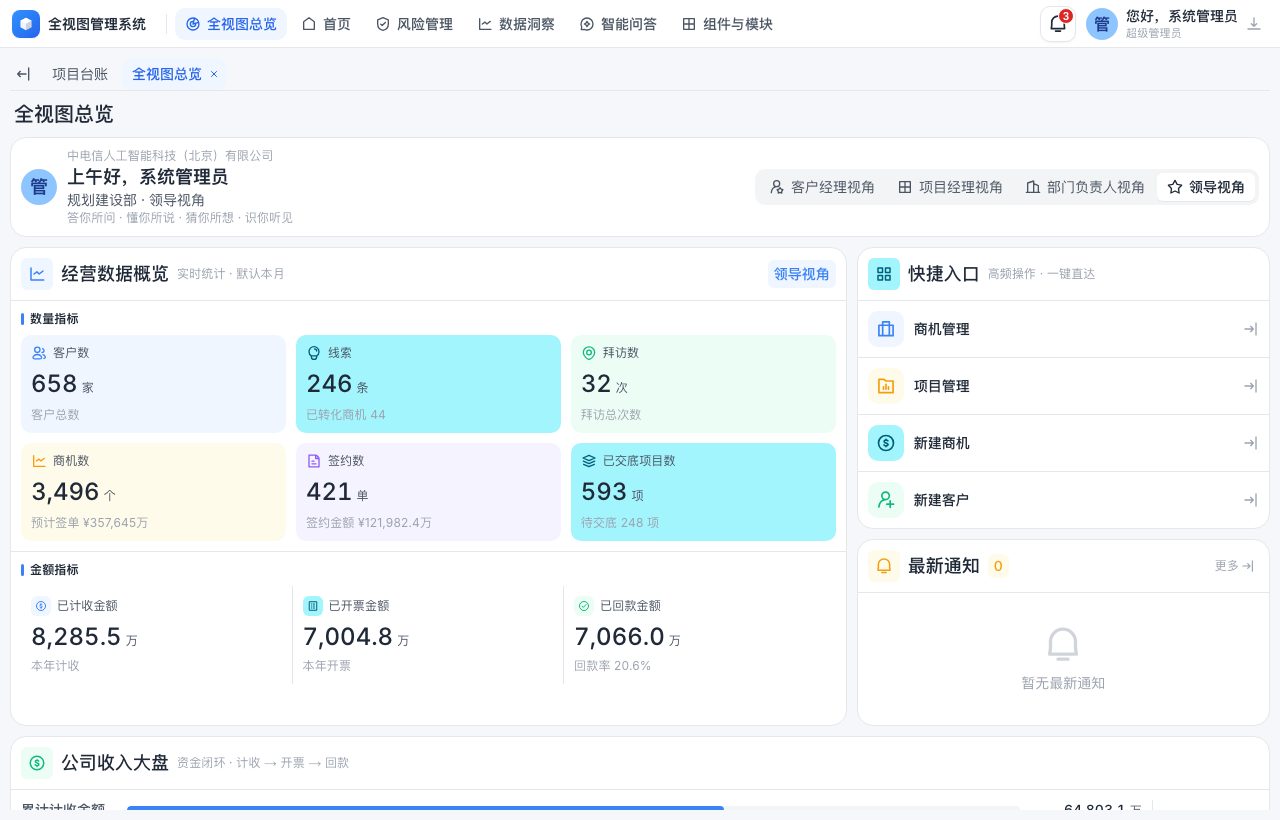 全视图管理系统
全视图总览
首页
风险管理
数据洞察
智能问答
组件与模块
3
管
您好，系统管理员
超级管理员
项目台账
全视图总览 ×
全视图总览
管
中电信人工智能科技（北京）有限公司
上午好，系统管理员
规划建设部 · 领导视角
答你所问 · 懂你所说 · 猜你所想 · 识你听见
客户经理视角
项目经理视角
部门负责人视角
领导视角
经营数据概览 实时统计 · 默认本月
领导视角
数量指标
客户数
658 家
客户总数
线索
246 条
已转化商机 44
拜访数
32 次
拜访总次数
商机数
3,496 个
预计签单 ¥357,645万
签约数
421 单
签约金额 ¥121,982.4万
已交底项目数
593 项
待交底 248 项
金额指标
已计收金额
8,285.5 万
本年计收
已开票金额
7,004.8 万
本年开票
已回款金额
7,066.0 万
回款率 20.6%
快捷入口 高频操作 · 一键直达
商机管理
项目管理
新建商机
新建客户
最新通知 0
更多
暂无最新通知
公司收入大盘 资金闭环 · 计收 → 开票 → 回款
累计计收金额
64,803.1 万